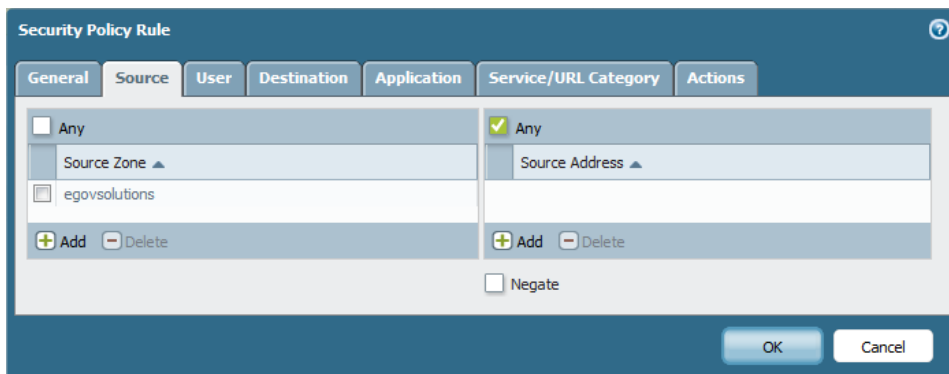 Security Policy Rule
General Source User Destination Application Service/URL Category Actions
Any Any
Source Zone Source Address
egovsolutions
Add Delete Add Delete
Negate
OK Cancel